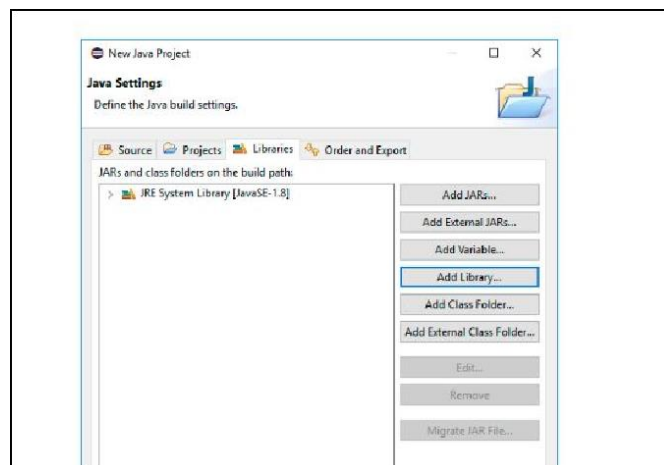 New Java Project
Java Settings
Define the Java build settings.
Source Projects Libraries Order and Export
JARs and class folders on the build path:
JRE System Library [JavaSE-1.8]
Add JARs...
Add External JARs...
Add Variable...
Add Library...
Add Class Folder...
Add External Class Folder...
Edit...
Remove
Migrate JAR File...